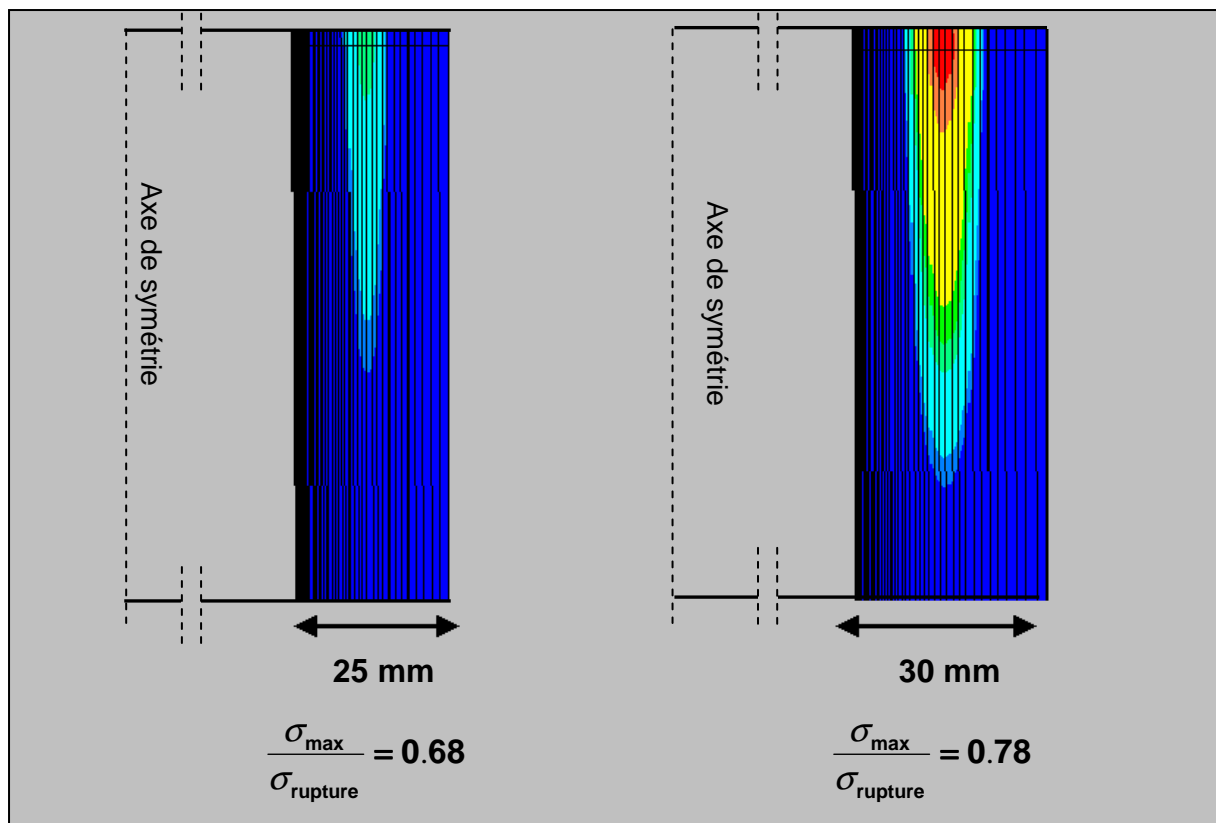 Axe de symétrie
Axe de symétrie
25 mm
30 mm
σmax/σrupture = 0.68
σmax/σrupture = 0.78